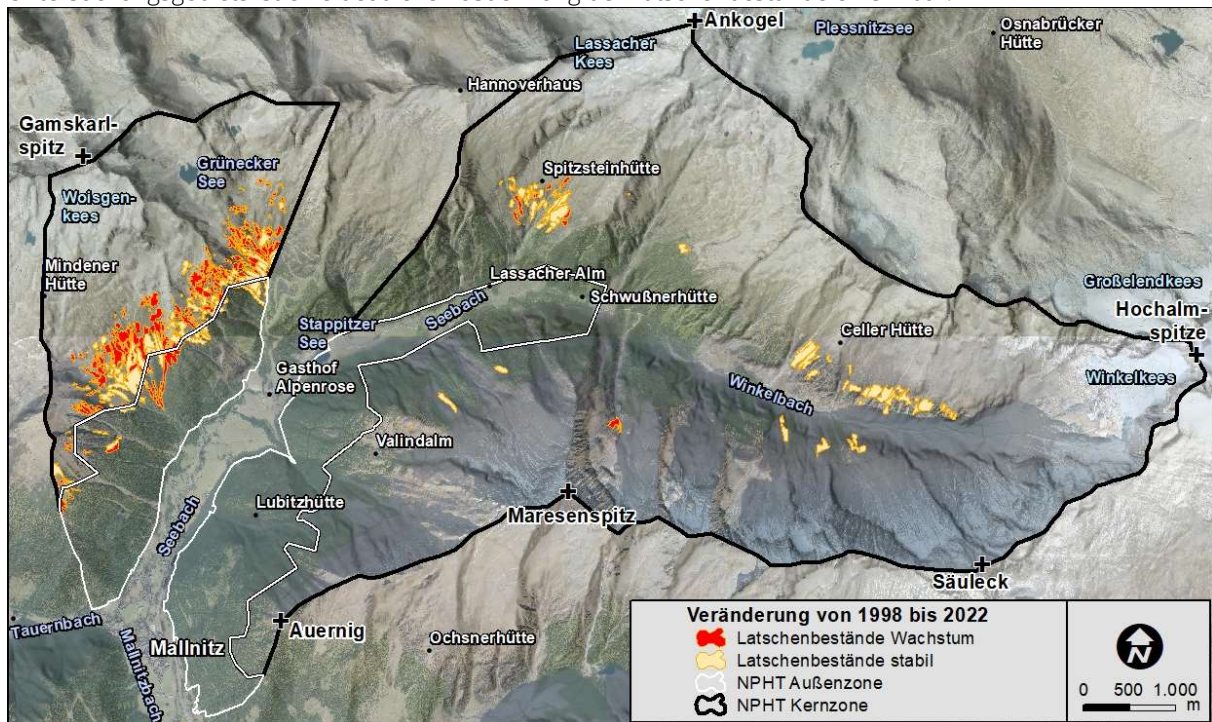 Ankogel
Plessnitzsee
Osnabrücker
Hütte
Lassacher
Kees
Hannoverhaus
Gamskarl-
spitz
Grünecker
See
Spitzsteinhütte
Woisgen-
kees
Mindener
Hütte
Lassacher-Alm
Schwußnerhütte
Seebach
Großelendkees
Stappitzer
See
Hochalm-
spitze
Celler Hütte
Gasthof
Alpenrose
Winkelkees
Winkelbach
Valindalm
Lubitzhütte
Maresenspitz
Seebach
Säuleck
Tauernbach
Auernig
Mallnitz
Ochsnerhütte
Mallnitzbach
Veränderung von 1998 bis 2022
Latschenbestände Wachstum
Latschenbestände stabil
NPHT Außenzone
NPHT Kernzone
N
0 500 1.000
m